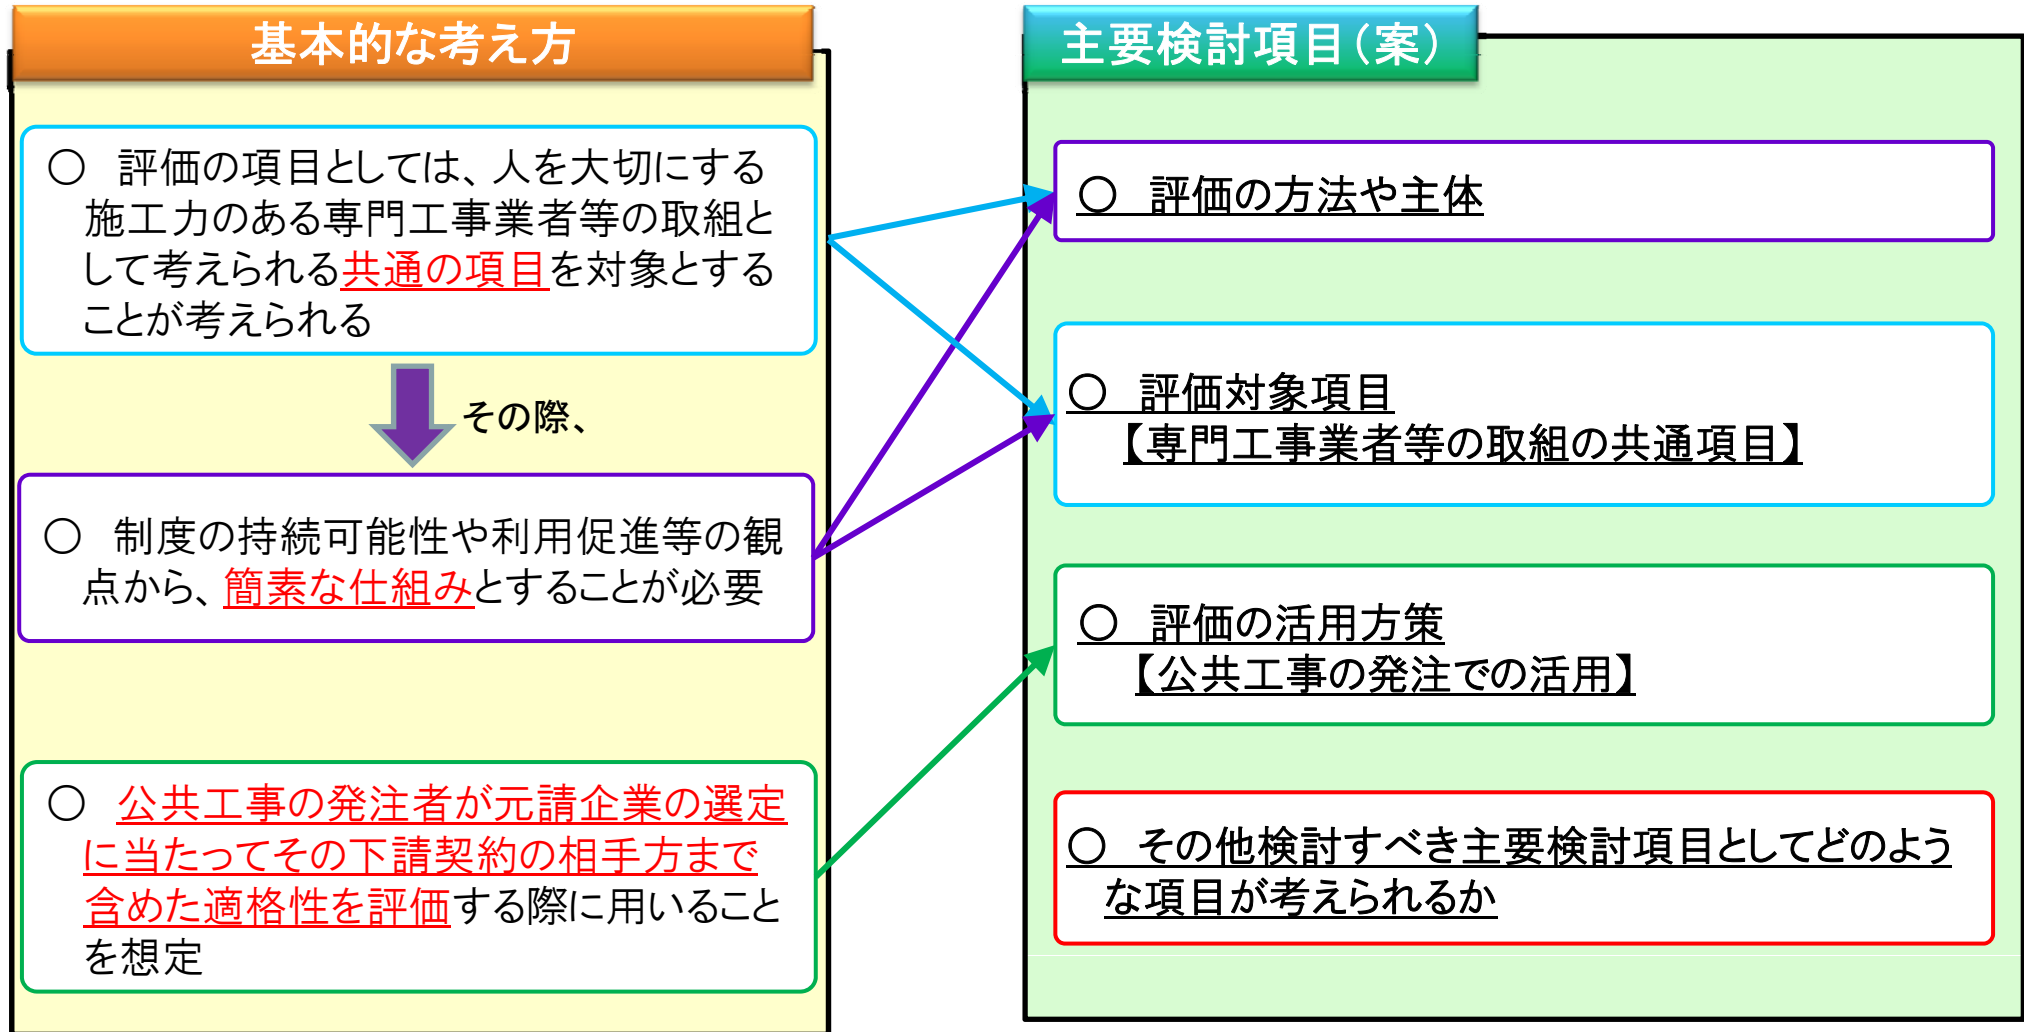 基本的な考え方
○ 評価の項目としては、人を大切にする
施工力のある専門工事業者等の取組と
して考えられる共通の項目を対象とする
ことが考えられる
その際、
○ 制度の持続可能性や利用促進等の観
点から、簡素な仕組みとすることが必要
○ 公共工事の発注者が元請企業の選定
に当たってその下請契約の相手方まで
含めた適格性を評価する際に用いること
を想定
主要検討項目（案）
○ 評価の方法や主体
○ 評価対象項目
【専門工事業者等の取組の共通項目】
○ 評価の活用方策
【公共工事の発注での活用】
○ その他検討すべき主要検討項目としてどのよう
な項目が考えられるか